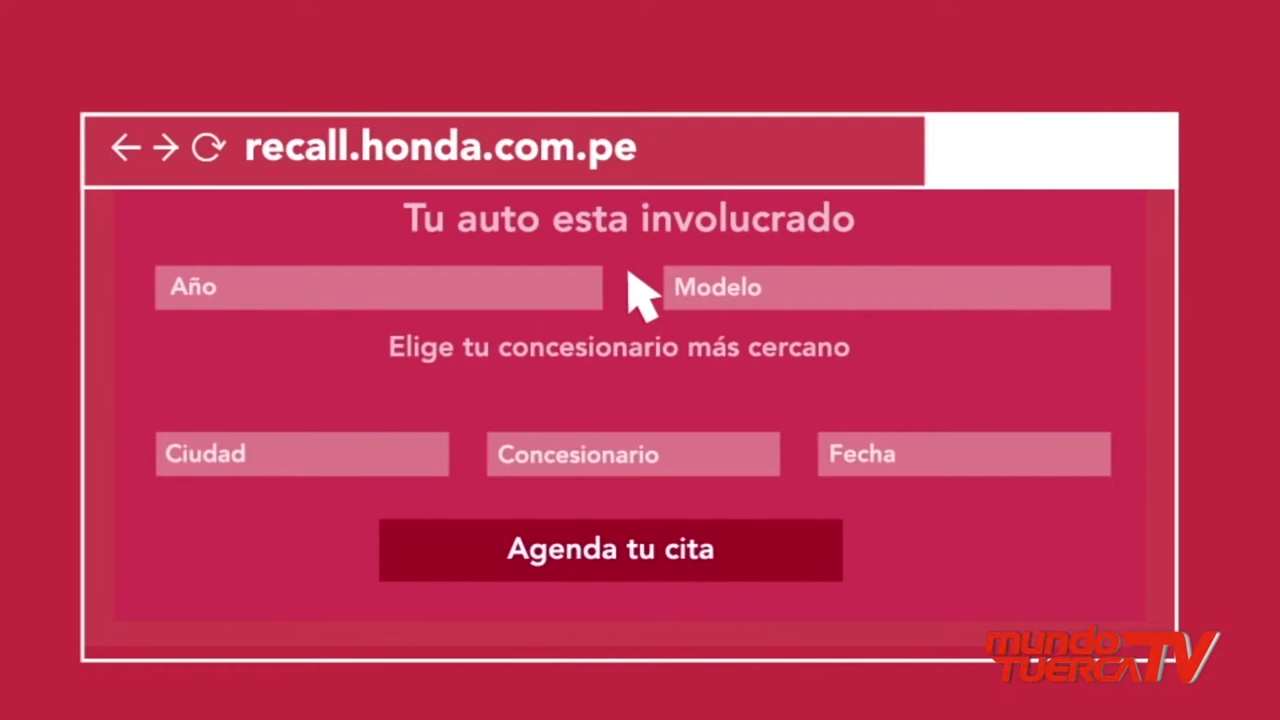 recall.honda.com.pe
Tu auto esta involucrado
Año
Modelo
Elige tu concesionario más cercano
Ciudad
Concesionario
Fecha
Agenda tu cita
mundo
TUERCA TV